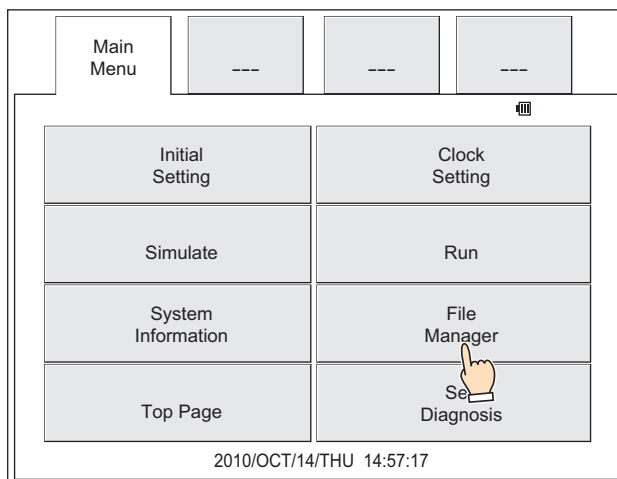 Main
Menu
--- --- ---
Initial
Setting
Clock
Setting
Simulate
Run
System
Information
File
Manager
Top Page
Diagnosis
2010/OCT/14/THU 14:57:17